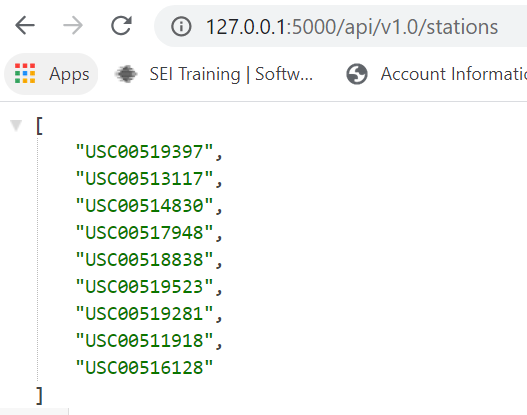 127.0.0.1:5000/api/v1.0/stations
Apps SEI Training | Softw... Account Informati
[
"USC00519397",
"USC00513117",
"USC00514830",
"USC00517948",
"USC00518838",
"USC00519523",
"USC00519281",
"USC00511918",
"USC00516128"
]